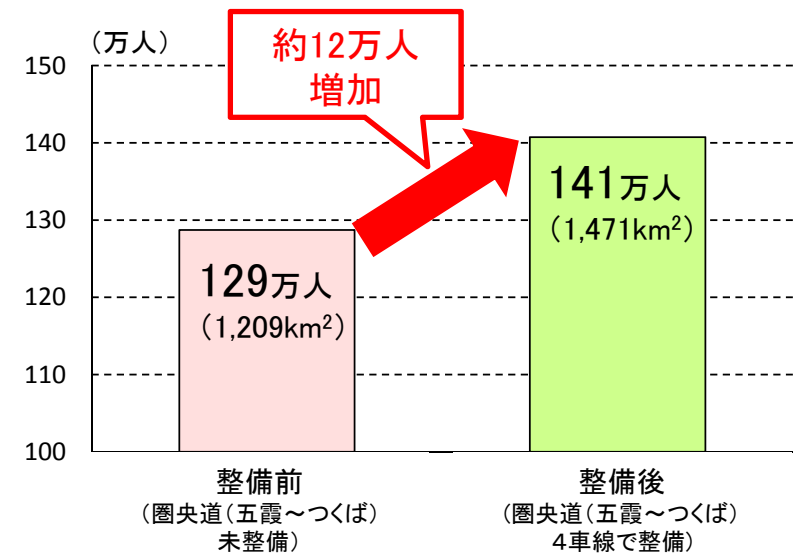 （万人）
約12万人
増加
150
140
130
120
110
100
129万人
（1,209km²）
141万人
（1,471km²）
整備前
（圏央道（五霞～つくば）
未整備）
整備後
（圏央道（五霞～つくば）
４車線で整備）